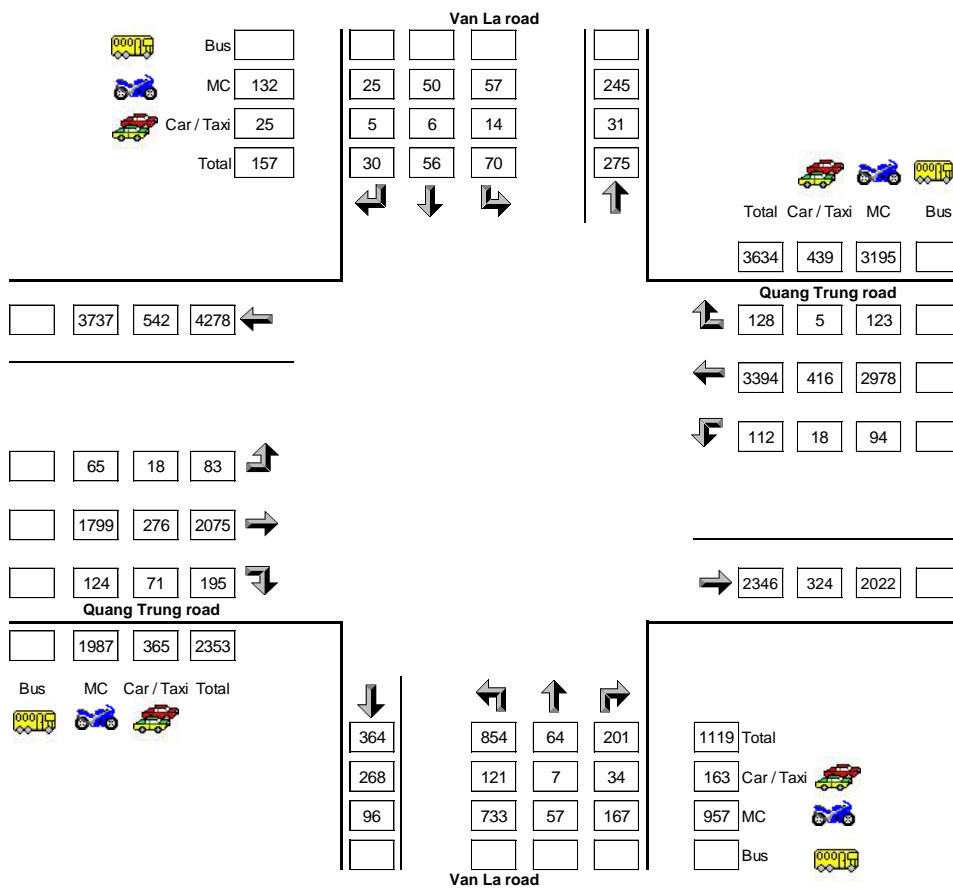 Van La road
Bus
MC 132 25 50 57 245
Car / Taxi 25 5 6 14 31
Total 157 30 56 70 275
Total Car / Taxi MC Bus
3634 439 3195
Quang Trung road
3737 542 4278 128 5 123
3394 416 2978
112 18 94
65 18 83
1799 276 2075
124 71 195 2346 324 2022
Quang Trung road
1987 365 2353
Bus MC Car / Taxi Total
364 854 64 201 1119 Total
268 121 7 34 163 Car / Taxi
96 733 57 167 957 MC
Bus
Van La road